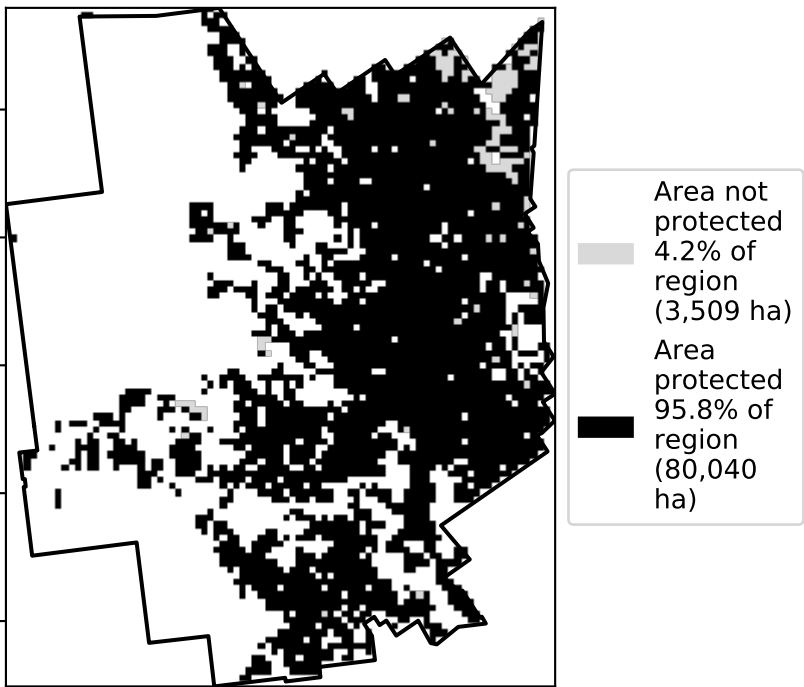 Area not
protected
4.2% of
region
(3,509 ha)
Area
protected
95.8% of
region
(80,040
ha)